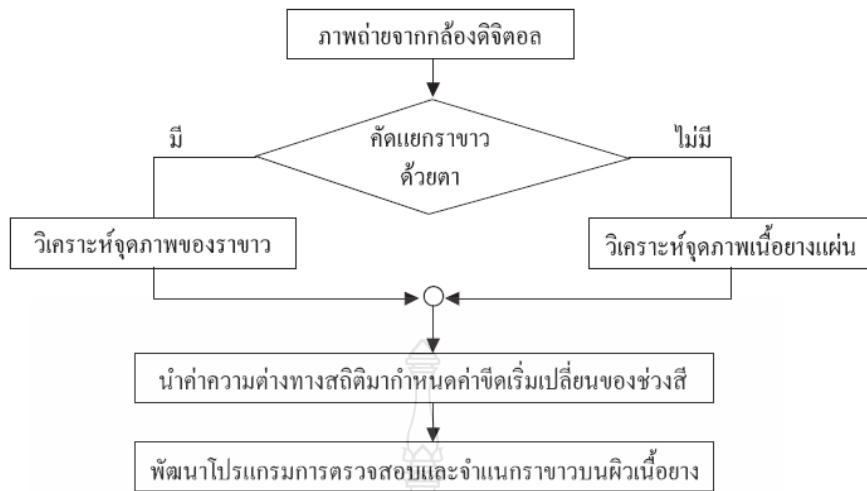 ภาพถ่ายจากกล้องดิจิตอล
มี
คัดแยกราขาว
ด้วยตา
ไม่มี
วิเคราะห์จุดภาพของราขาว
วิเคราะห์จุดภาพเนื้อยางแผ่น
นำค่าความต่างทางสถิติมากำหนดค่าขีดเริ่มเปลี่ยนของช่วงสี
พัฒนาโปรแกรมการตรวจสอบและจำแนกราขาวบนผิวเนื้อยาง